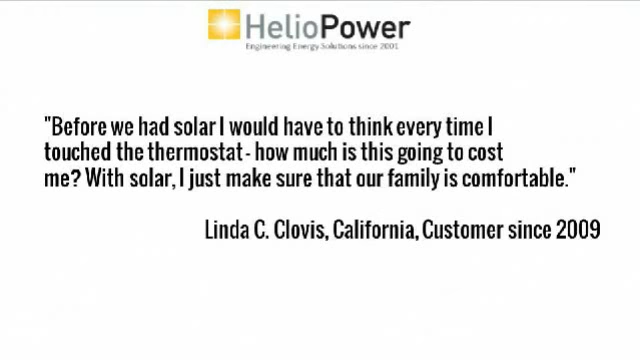 HelioPower
Engineering Energy Solutions since 2001
"Before we had solar I would have to think every time I
touched the thermostat - how much is this going to cost
me? With solar, I just make sure that our family is comfortable."
Linda C. Clovis, California, Customer since 2009